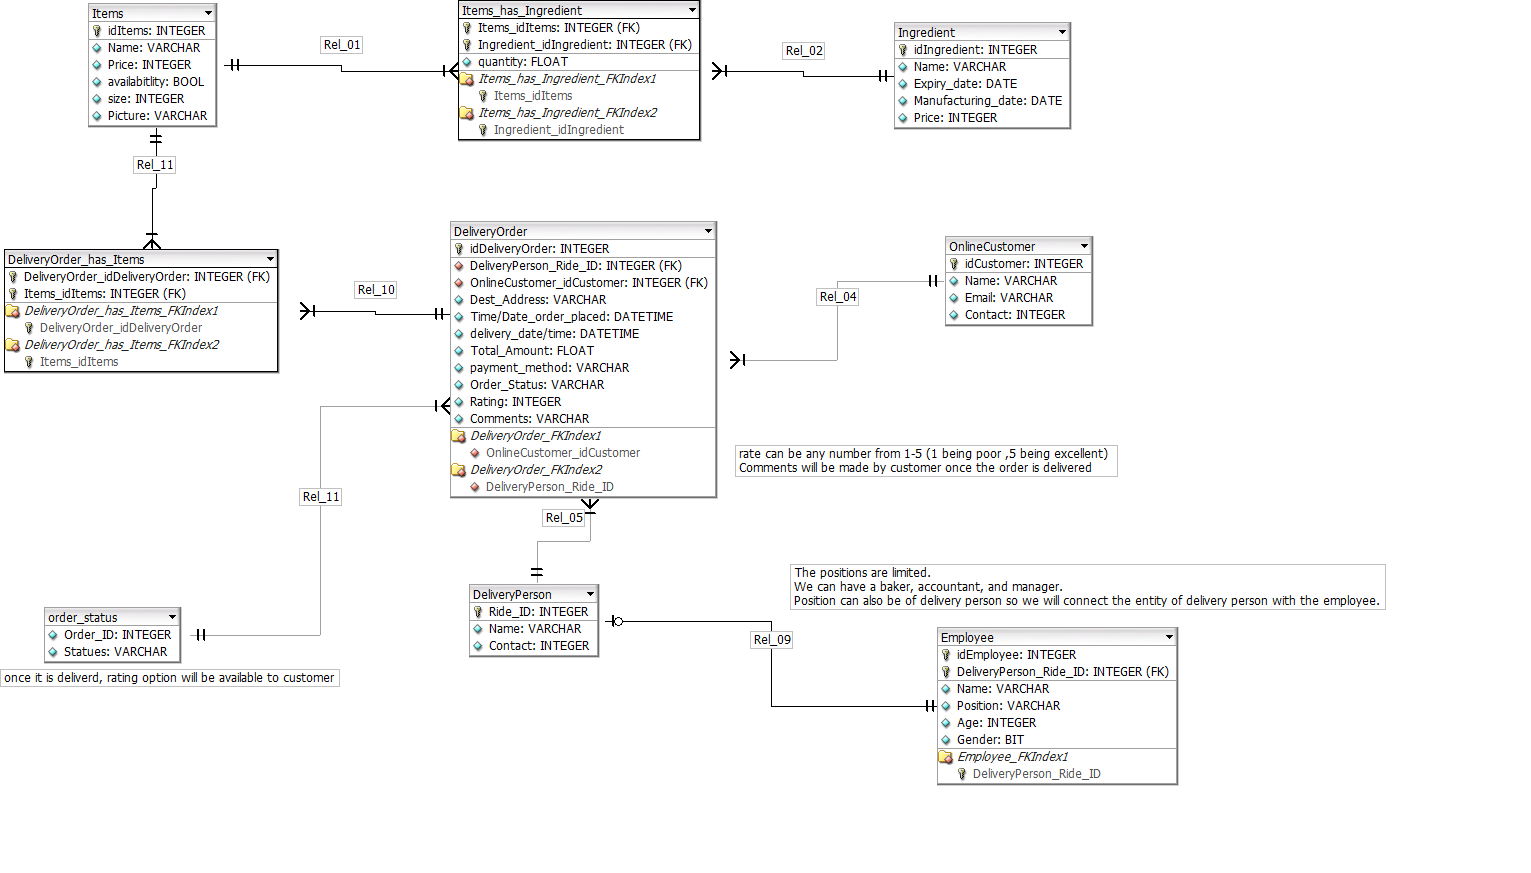 Items
idItems: INTEGER
Name: VARCHAR
Price: INTEGER
availabitlity: BOOL
size: INTEGER
Picture: VARCHAR
Rel_01
Items_has_Ingredient
Items_idItems: INTEGER (FK)
Ingredient_idIngredient: INTEGER (FK)
quantity: FLOAT
Items_has_Ingredient_FKIndex1
Items_idItems
Items_has_Ingredient_FKIndex2
Ingredient_idIngredient
Rel_02
Ingredient
idIngredient: INTEGER
Name: VARCHAR
Expiry_date: DATE
Manufacturing_date: DATE
Price: INTEGER
Rel_11
DeliveryOrder_has_Items
DeliveryOrder_idDeliveryOrder: INTEGER (FK)
Items_idItems: INTEGER (FK)
DeliveryOrder_has_Items_FKIndex1
DeliveryOrder_idDeliveryOrder
DeliveryOrder_has_Items_FKIndex2
Items_idItems
Rel_10
DeliveryOrder
idDeliveryOrder: INTEGER
DeliveryPerson_Ride_ID: INTEGER (FK)
OnlineCustomer_idCustomer: INTEGER (FK)
Dest_Address: VARCHAR
Time/Date_order_placed: DATETIME
delivery_date/time: DATETIME
Total_Amount: FLOAT
payment_method: VARCHAR
Order_Status: VARCHAR
Rating: INTEGER
Comments: VARCHAR
DeliveryOrder_FKIndex1
OnlineCustomer_idCustomer
DeliveryOrder_FKIndex2
DeliveryPerson_Ride_ID
Rel_04
OnlineCustomer
idCustomer: INTEGER
Name: VARCHAR
Email: VARCHAR
Contact: INTEGER
rate can be any number from 1-5 (1 being poor ,5 being excellent)
Comments will be made by customer once the order is delivered
Rel_11
Rel_05
order_status
Order_ID: INTEGER
Statues: VARCHAR
once it is deliverd, rating option will be available to customer
DeliveryPerson
Ride_ID: INTEGER
Name: VARCHAR
Contact: INTEGER
Rel_09
The positions are limited.
We can have a baker, accountant, and manager.
Position can also be of delivery person so we will connect the entity of delivery person with the employee.
Employee
idEmployee: INTEGER
DeliveryPerson_Ride_ID: INTEGER (FK)
Name: VARCHAR
Position: VARCHAR
Age: INTEGER
Gender: BIT
Employee_FKIndex1
DeliveryPerson_Ride_ID